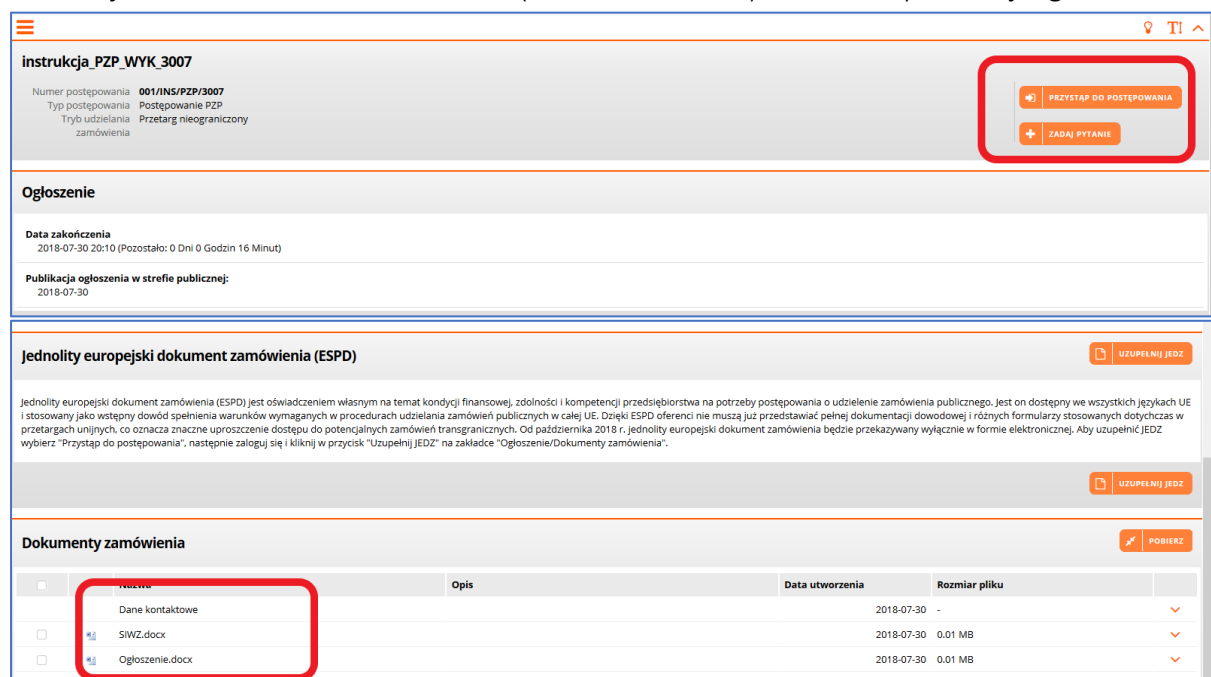 instrukcja_PZP_WYK_3007
Numer postępowania 001/INS/PZP/3007
Typ postępowania Postępowanie PZP
Tryb udzielania Przetarg nieograniczony
zamówienia
PRZYSTĄP DO POSTĘPOWANIA
ZADAJ PYTANIE
Ogłoszenie
Data zakończenia
2018-07-30 20:10 (Pozostało: 0 Dni 0 Godzin 16 Minut)
Publikacja ogłoszenia w strefie publicznej:
2018-07-30
Jednolity europejski dokument zamówienia (ESPD)
UZUPEŁNIJ JEDZ
Jednolity europejski dokument zamówienia (ESPD) jest oświadczeniem własnym na temat kondycji finansowej, zdolności i kompetencji przedsiębiorstwa na potrzeby postępowania o udzielenie zamówienia publicznego. Jest on dostępny we wszystkich językach UE
i stosowany jako wstępny dowód spełnienia warunków wymaganych w procedurach udzielania zamówień publicznych w całej UE. Dzięki ESPD oferenci nie muszą już przedstawiać pełnej dokumentacji dowodowej i różnych formularzy stosowanych dotychczas w
przetargach unijnych, co oznacza znaczne uproszczenie dostępu do potencjalnych zamówień transgranicznych. Od października 2018 r. jednolity europejski dokument zamówienia będzie przekazywany wyłącznie w formie elektronicznej. Aby uzupełnić JEDZ
wybierz "Przystąp do postępowania", następnie zaloguj się i kliknij w przycisk "Uzupełnij JEDZ" na zakładce "Ogłoszenie/Dokumenty zamówienia".
UZUPEŁNIJ JEDZ
Dokumenty zamówienia
POBIERZ
Nazwa Opis Data utworzenia Rozmiar pliku
Dane kontaktowe 2018-07-30 -
SIWZ.docx 2018-07-30 0.01 MB
Ogłoszenie.docx 2018-07-30 0.01 MB